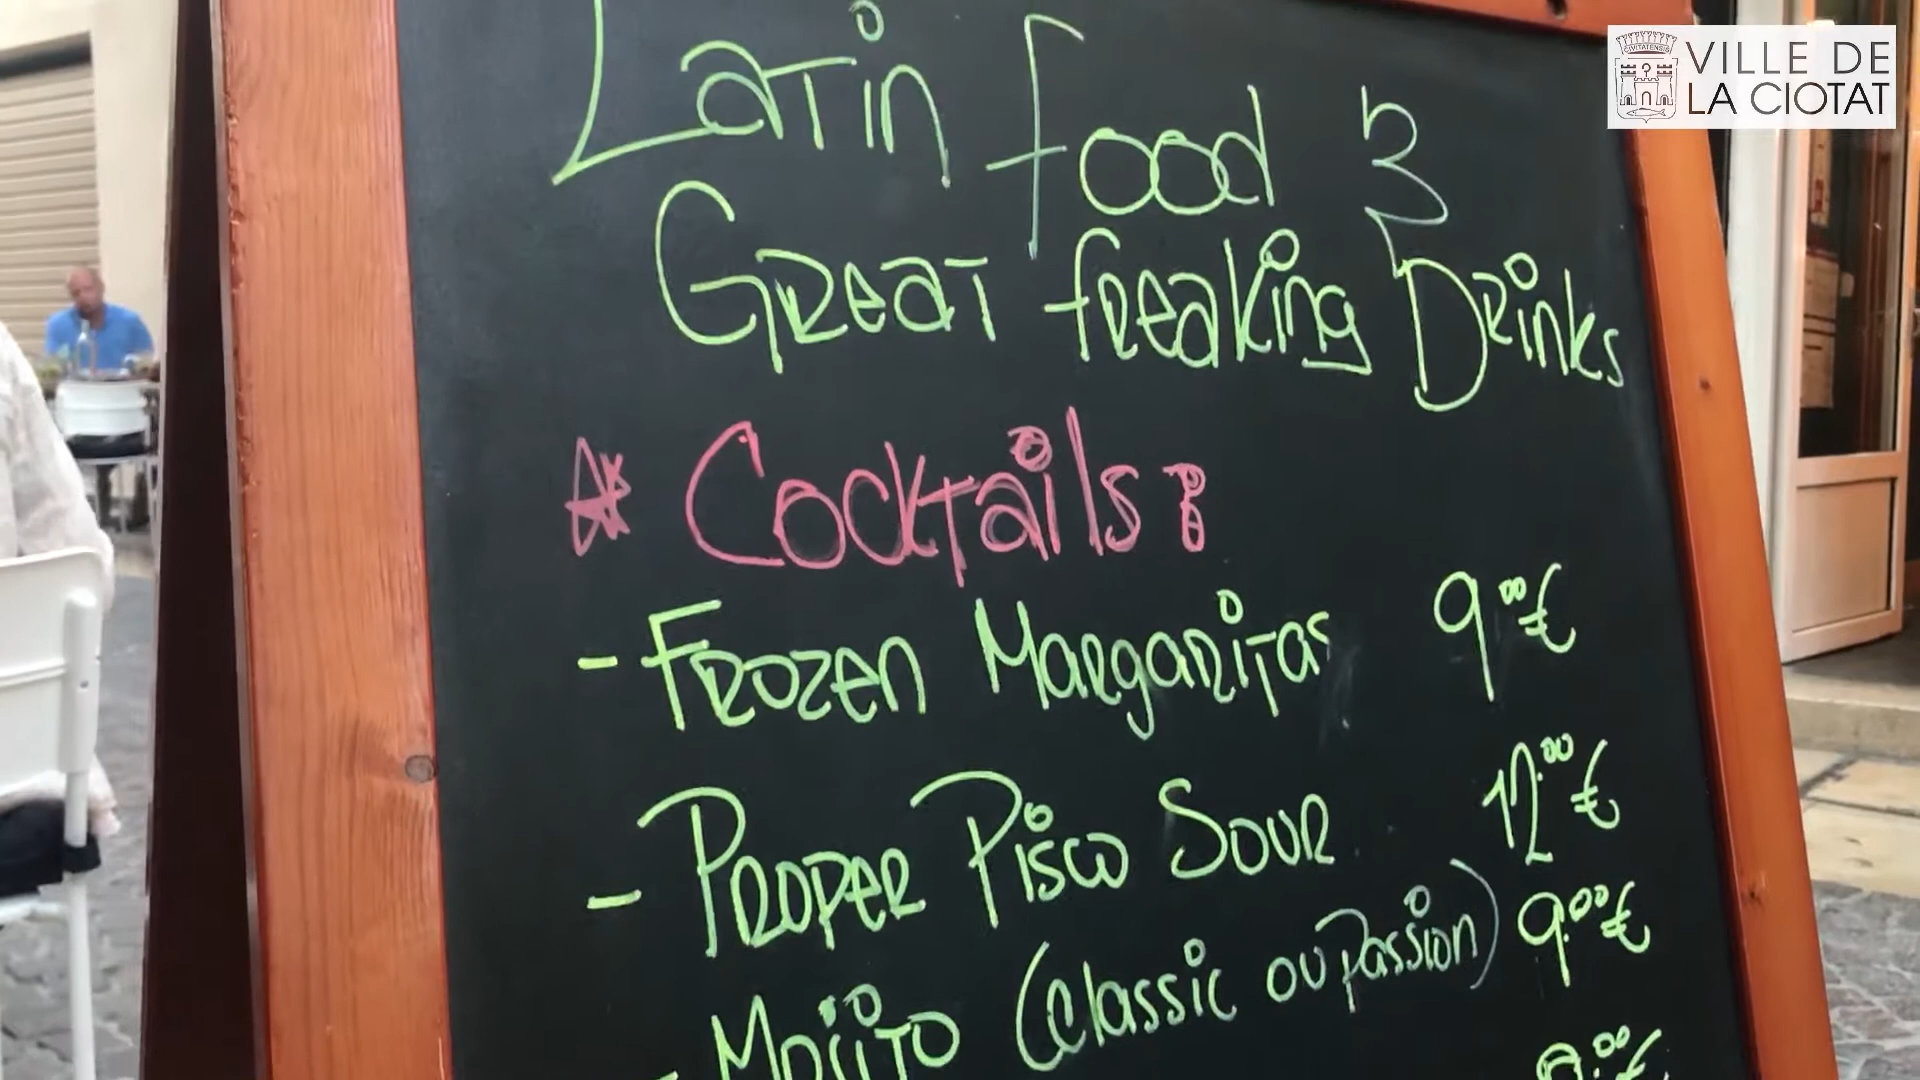 CIVITATENSIS
VILLE DE
LA CIOTAT
Latin food &
Great freaking Drinks
Cocktails:
- Frozen Margaritas 9.00€
- Proper Pisco Sour 12.00€
- Mojito (classic ou passion) 9.00€